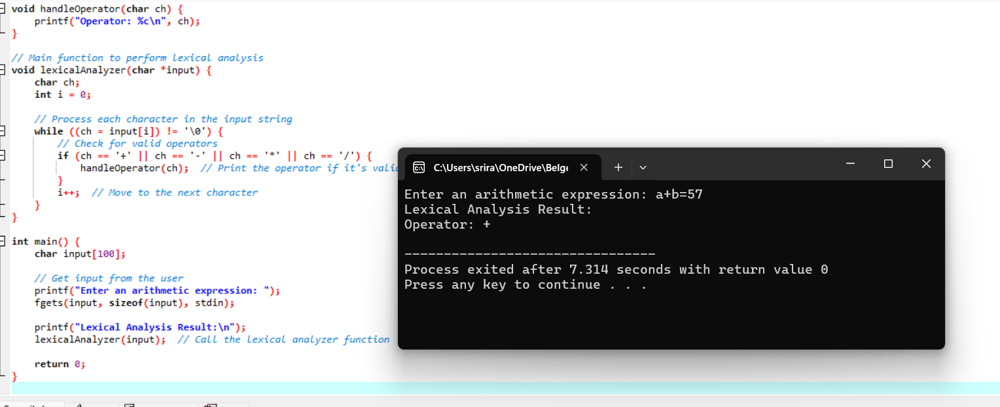 void handleOperator(char ch) {
    printf("Operator: %c\n", ch);
}

// Main function to perform lexical analysis
void lexicalAnalyzer(char *input) {
    char ch;
    int i = 0;

    // Process each character in the input string
    while ((ch = input[i]) != '\0') {
        // Check for valid operators
        if (ch == '+' || ch == '-' || ch == '*' || ch == '/') {
            handleOperator(ch);  // Print the operator if it's
        }
        i++;  // Move to the next character
    }
}

int main() {
    char input[100];

    // Get input from the user
    printf("Enter an arithmetic expression: ");
    fgets(input, sizeof(input), stdin);

    printf("Lexical Analysis Result:\n");
    lexicalAnalyzer(input);  // Call the lexical analyzer function

    return 0;
}
C:\Users\srira\OneDrive\Belge
Enter an arithmetic expression: a+b=57
Lexical Analysis Result:
Operator: +

--------------------------------
Process exited after 7.314 seconds with return value 0
Press any key to continue . . .